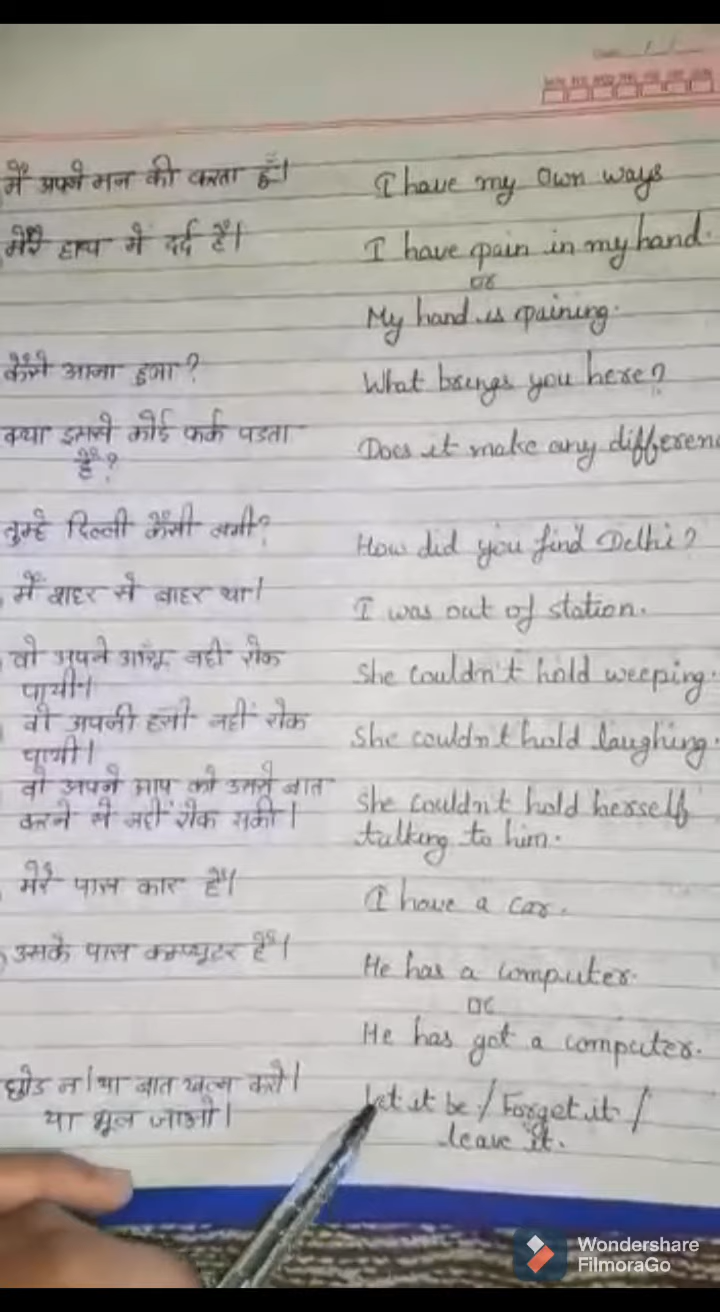 मैं अपने मन की करता हूँ। I have my own ways
मेरे हाथ में दर्द है। I have pain in my hand.
or
My hand is paining.
कैसे आना हुआ? What brings you here?
क्या इससे कोई फर्क पडता Does it make any differenc
है?
तुम्हे दिल्ली कैसी लगी? How did you find Delhi?
मैं शहर से बाहर था। I was out of station.
वो अपने आँसू नही रोक She couldn't hold weeping.
पायी।
वो अपनी हसी नहीं रोक She couldn't hold laughing.
पायी।
वो अपने आप को उससे बात She couldn't hold herself
करने से नहीं रोक सकी। talking to him.
मेरे पास कार है। I have a car.
उसके पास कम्प्यूटर है। He has a computer.
or
He has got a computer.
छोड न। या बात खत्म करो। Let it be / Forget it /
या भूल जाओ। leave it.
Wondershare
FilmoraGo